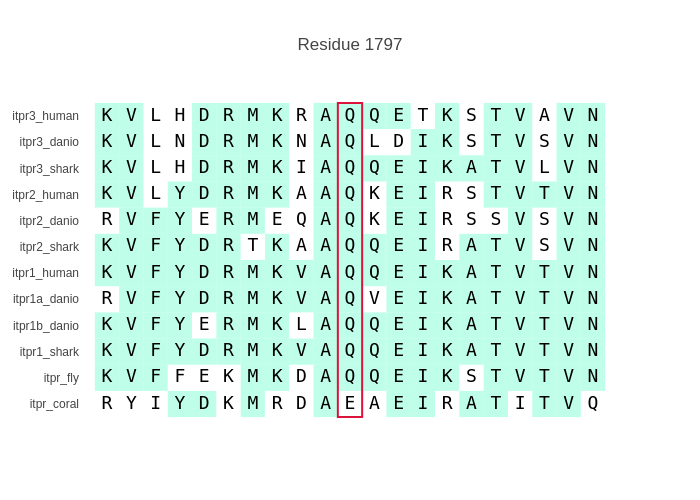 Residue 1797
itpr3_human K V L H D R M K R A Q Q E T K S T V A V N
itpr3_danio K V L N D R M K N A Q L D I K S T V S V N
itpr3_shark K V L H D R M K I A Q Q E I K A T V L V N
itpr2_human K V L Y D R M K A A Q K E I R S T V T V N
itpr2_danio R V F Y E R M E Q A Q K E I R S S V S V N
itpr2_shark K V F Y D R T K A A Q Q E I R A T V S V N
itpr1_human K V F Y D R M K V A Q Q E I K A T V T V N
itpr1a_danio R V F Y D R M K V A Q V E I K A T V T V N
itpr1b_danio K V F Y E R M K L A Q Q E I K A T V T V N
itpr1_shark K V F Y D R M K V A Q Q E I K A T V T V N
itpr_fly K V F F E K M K D A Q Q E I K S T V T V N
itpr_coral R Y I Y D K M R D A E A E I R A T I T V Q